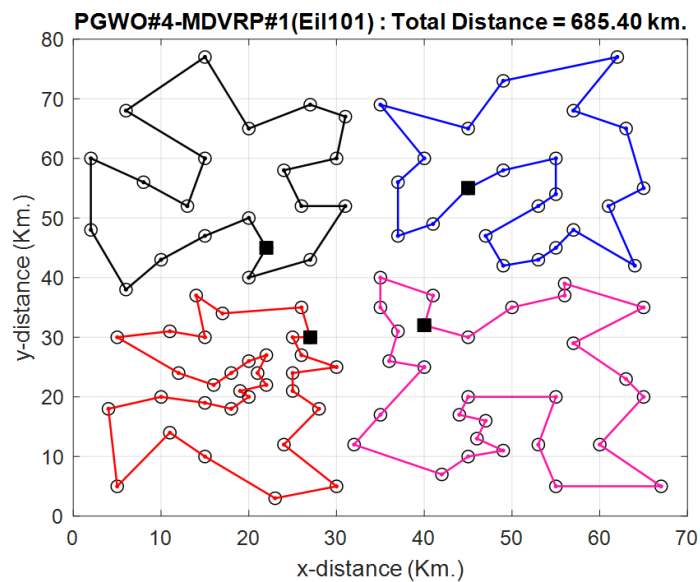 PGWO#4-MDVRP#1(Eil101) : Total Distance = 685.40 km.
80
70
60
50
40
30
20
10
0
y-distance (Km.)
0 10 20 30 40 50 60 70
x-distance (Km.)